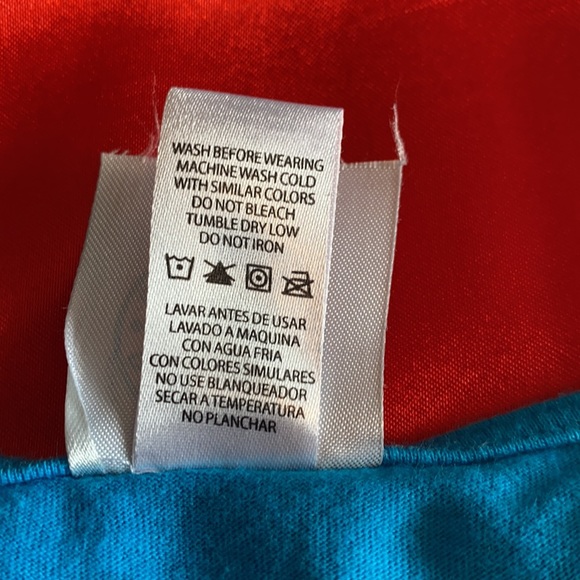 WASH BEFORE WEARING
MACHINE WASH COLD
WITH SIMILAR COLORS
DO NOT BLEACH
TUMBLE DRY LOW
DO NOT IRON
LAVAR ANTES DE USAR
LAVADO A MAQUINA
CON AGUA FRIA
CON COLORES SIMULARES
NO USE BLANQUEADOR
SECAR A TEMPERATURA
NO PLANCHAR